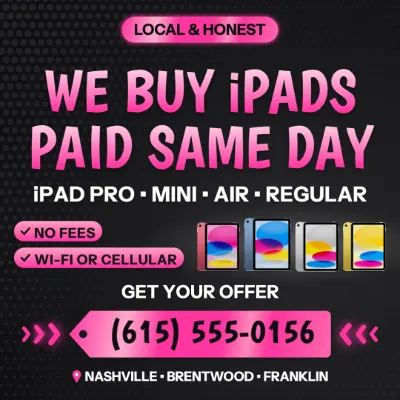 LOCAL & HONEST
WE BUY iPADS
PAID SAME DAY
iPAD PRO ▪ MINI ▪ AIR ▪ REGULAR
✓ NO FEES
✓ WI-FI OR CELLULAR
GET YOUR OFFER
(615) 555-0156
NASHVILLE ▪ BRENTWOOD ▪ FRANKLIN